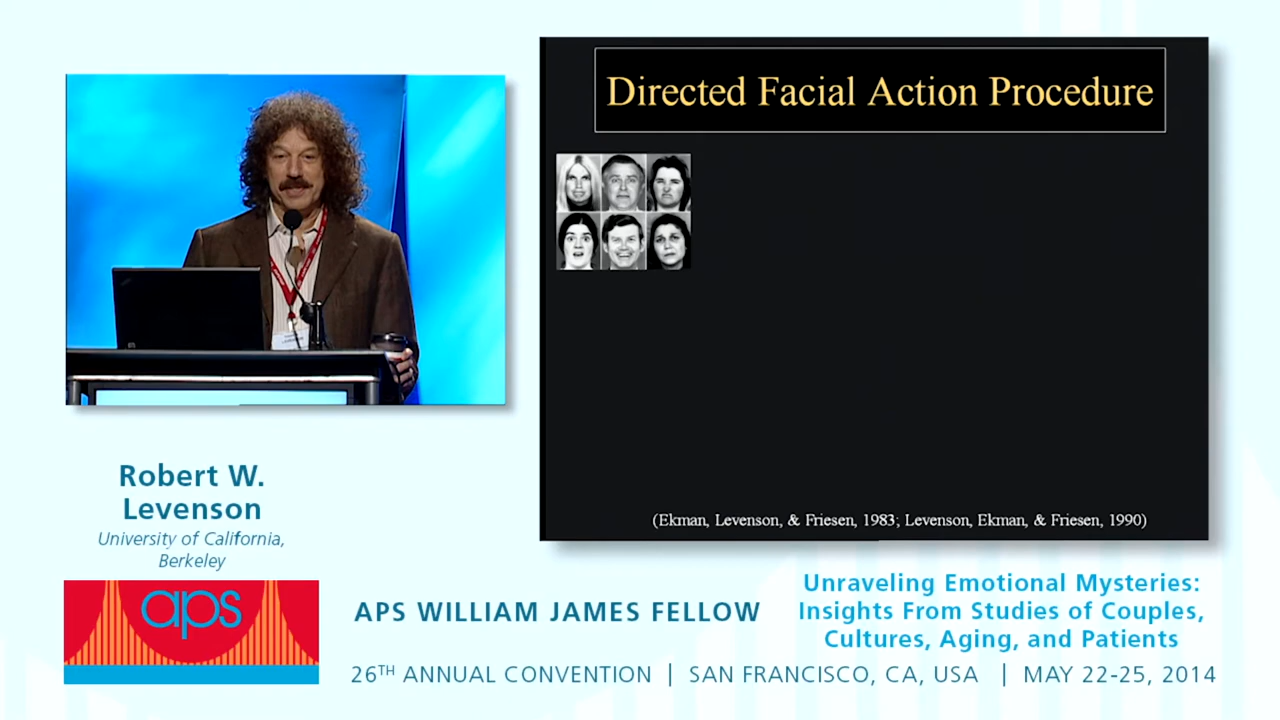 Directed Facial Action Procedure
(Ekman, Levenson, & Friesen, 1983; Levenson, Ekman, & Friesen, 1990)
Robert W.
Levenson
University of California,
Berkeley
aps
APS WILLIAM JAMES FELLOW
Unraveling Emotional Mysteries:
Insights From Studies of Couples,
Cultures, Aging, and Patients
26TH ANNUAL CONVENTION | SAN FRANCISCO, CA, USA | MAY 22-25, 2014